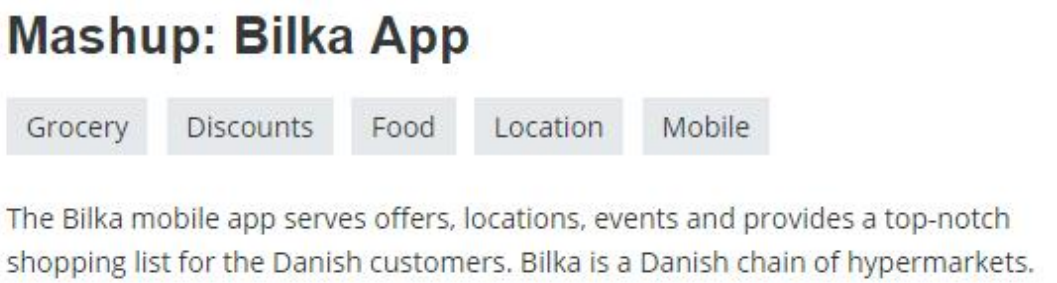 Mashup: Bilka App
Grocery Discounts Food Location Mobile
The Bilka mobile app serves offers, locations, events and provides a top-notch
shopping list for the Danish customers. Bilka is a Danish chain of hypermarkets.